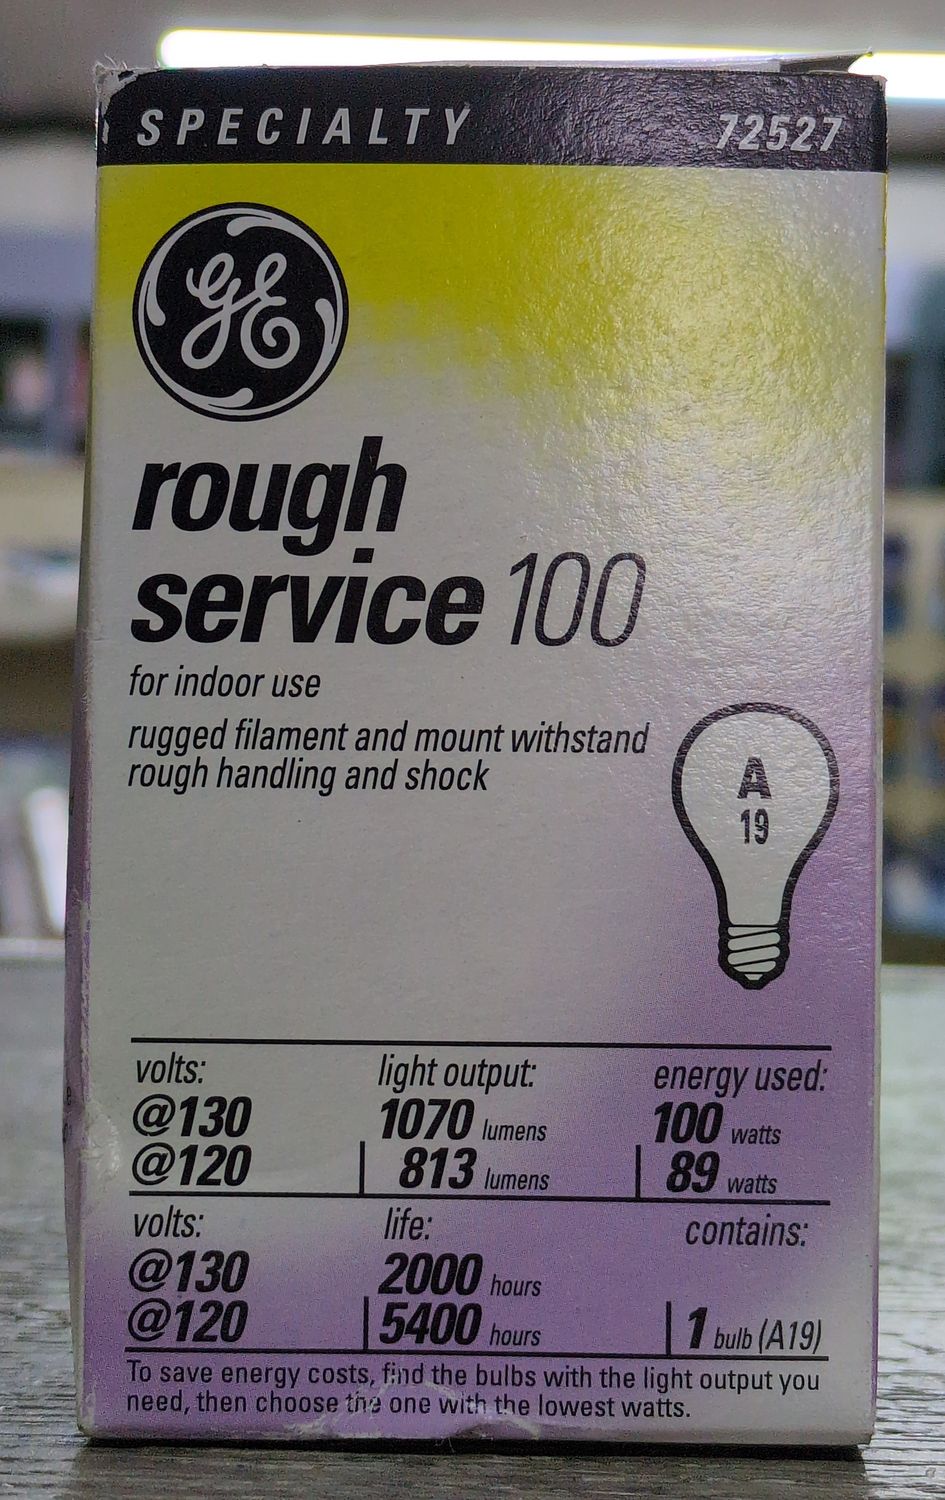 SPECIALTY 72527
GE
rough
service 100
for indoor use
rugged filament and mount withstand
rough handling and shock
A
19
volts: light output: energy used:
@130 1070 lumens 100 watts
@120 813 lumens 89 watts
volts: life: contains:
@130 2000 hours
@120 5400 hours 1 bulb (A19)
To save energy costs, find the bulbs with the light output you
need, then choose the one with the lowest watts.